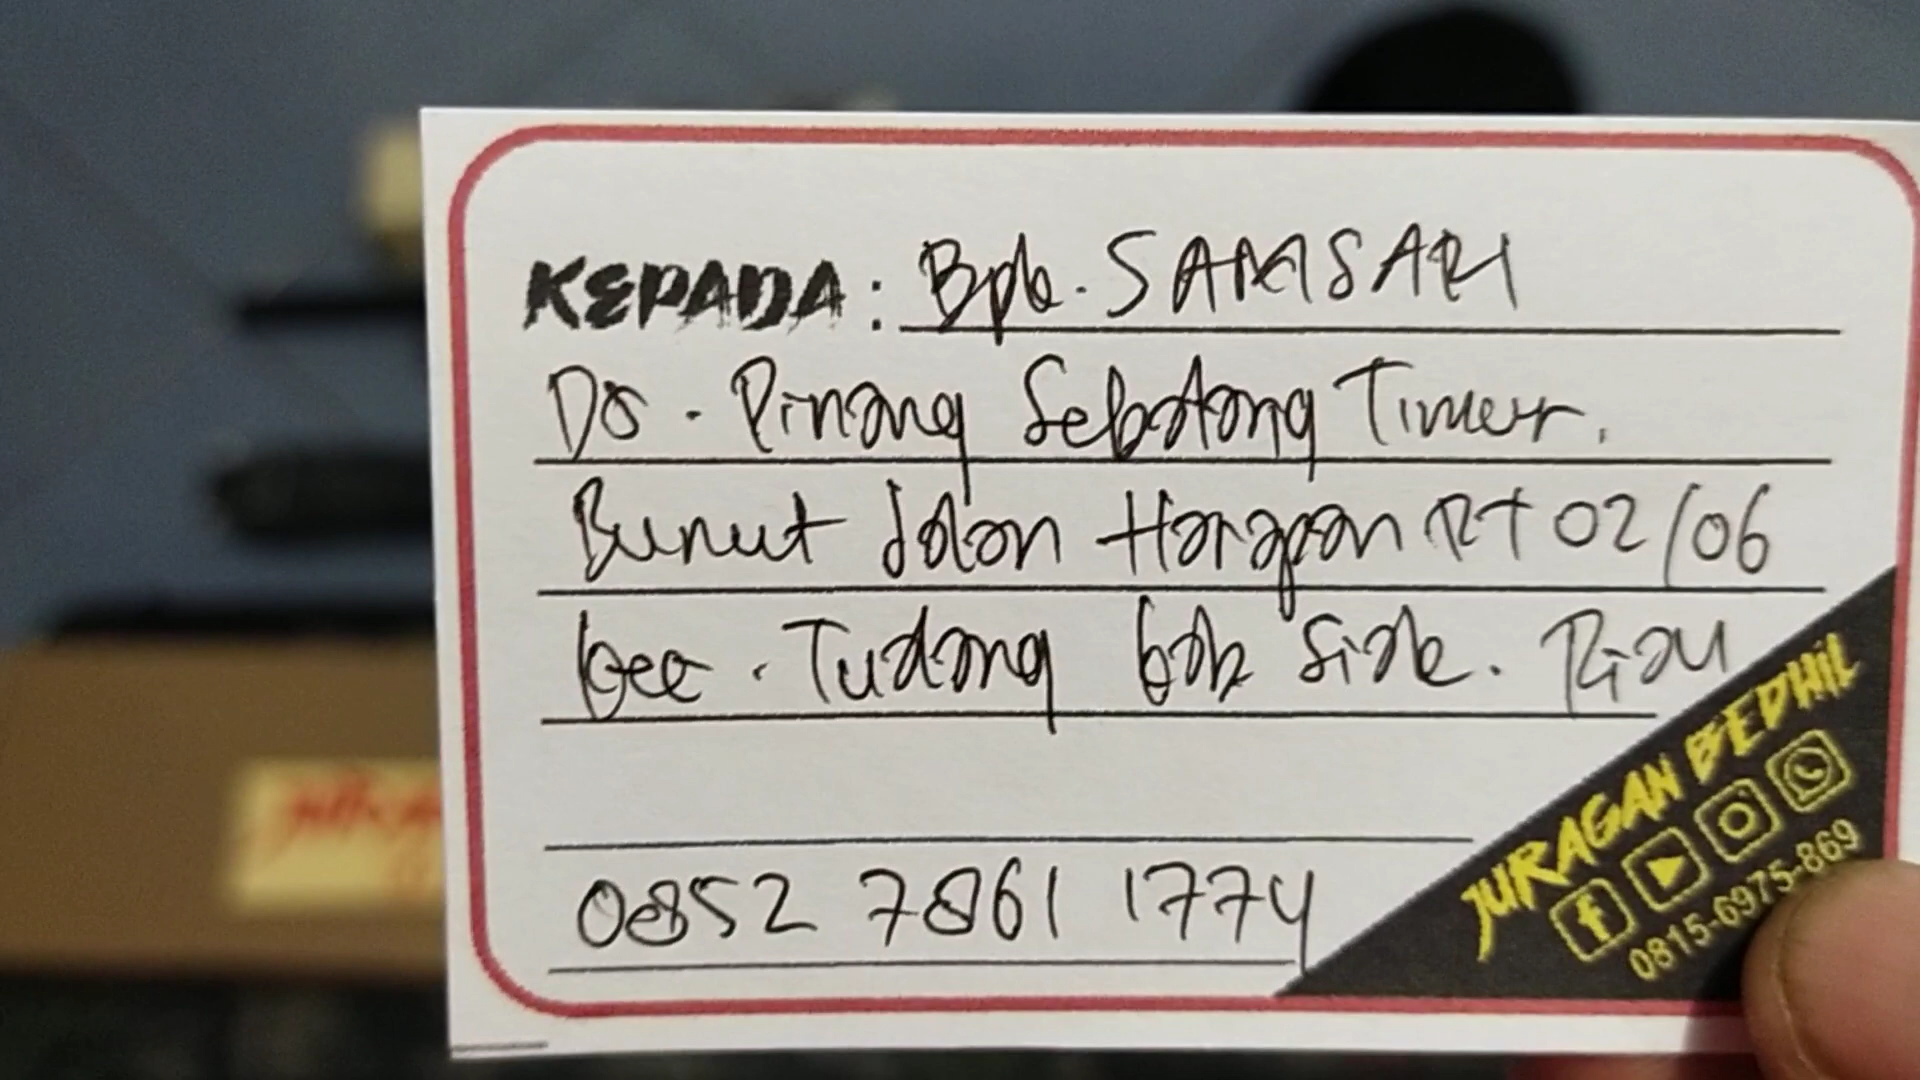 KEPADA: Bpk. SAMSARI
Ds. Pinang Sebatang Timur.
Bunut Jalan Harapan RT 02/06
kec. Tudang kab Siak. Riau
0852 7861 1774
JURAGAN BEDHIL
0815-6975-869